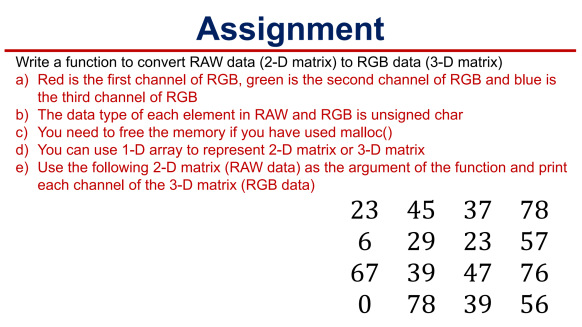 Assignment
Write a function to convert RAW data (2-D matrix) to RGB data (3-D matrix)
a) Red is the first channel of RGB, green is the second channel of RGB and blue is
the third channel of RGB
b) The data type of each element in RAW and RGB is unsigned char
c) You need to free the memory if you have used malloc()
d) You can use 1-D array to represent 2-D matrix or 3-D matrix
e) Use the following 2-D matrix (RAW data) as the argument of the function and print
each channel of the 3-D matrix (RGB data)
23 45 37 78
6 29 23 57
67 39 47 76
0 78 39 56